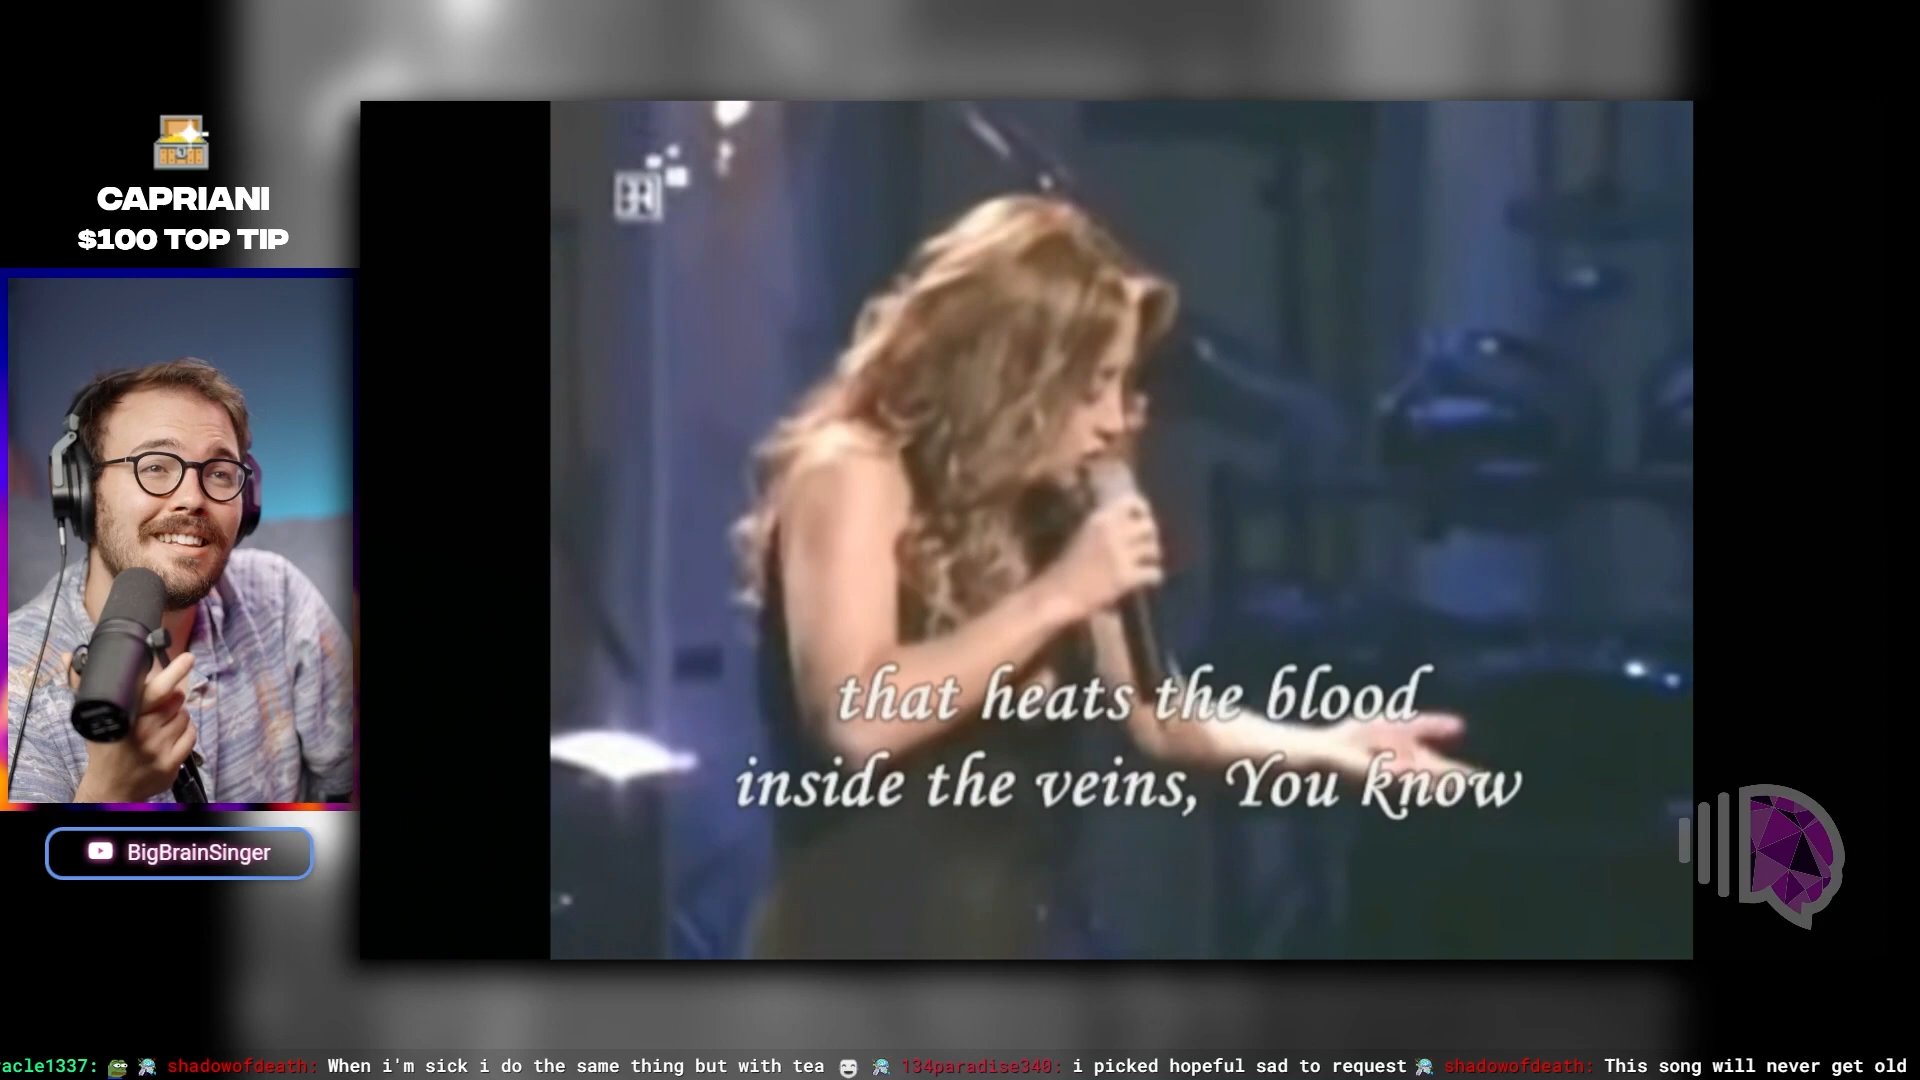 CAPRIANI
$100 TOP TIP
that heats the blood
inside the veins, You know
BigBrainSinger
acle1337: shadowofdeath: When i'm sick i do the same thing but with tea 134paradise340: i picked hopeful sad to request shadowofdeath: This song will never get old